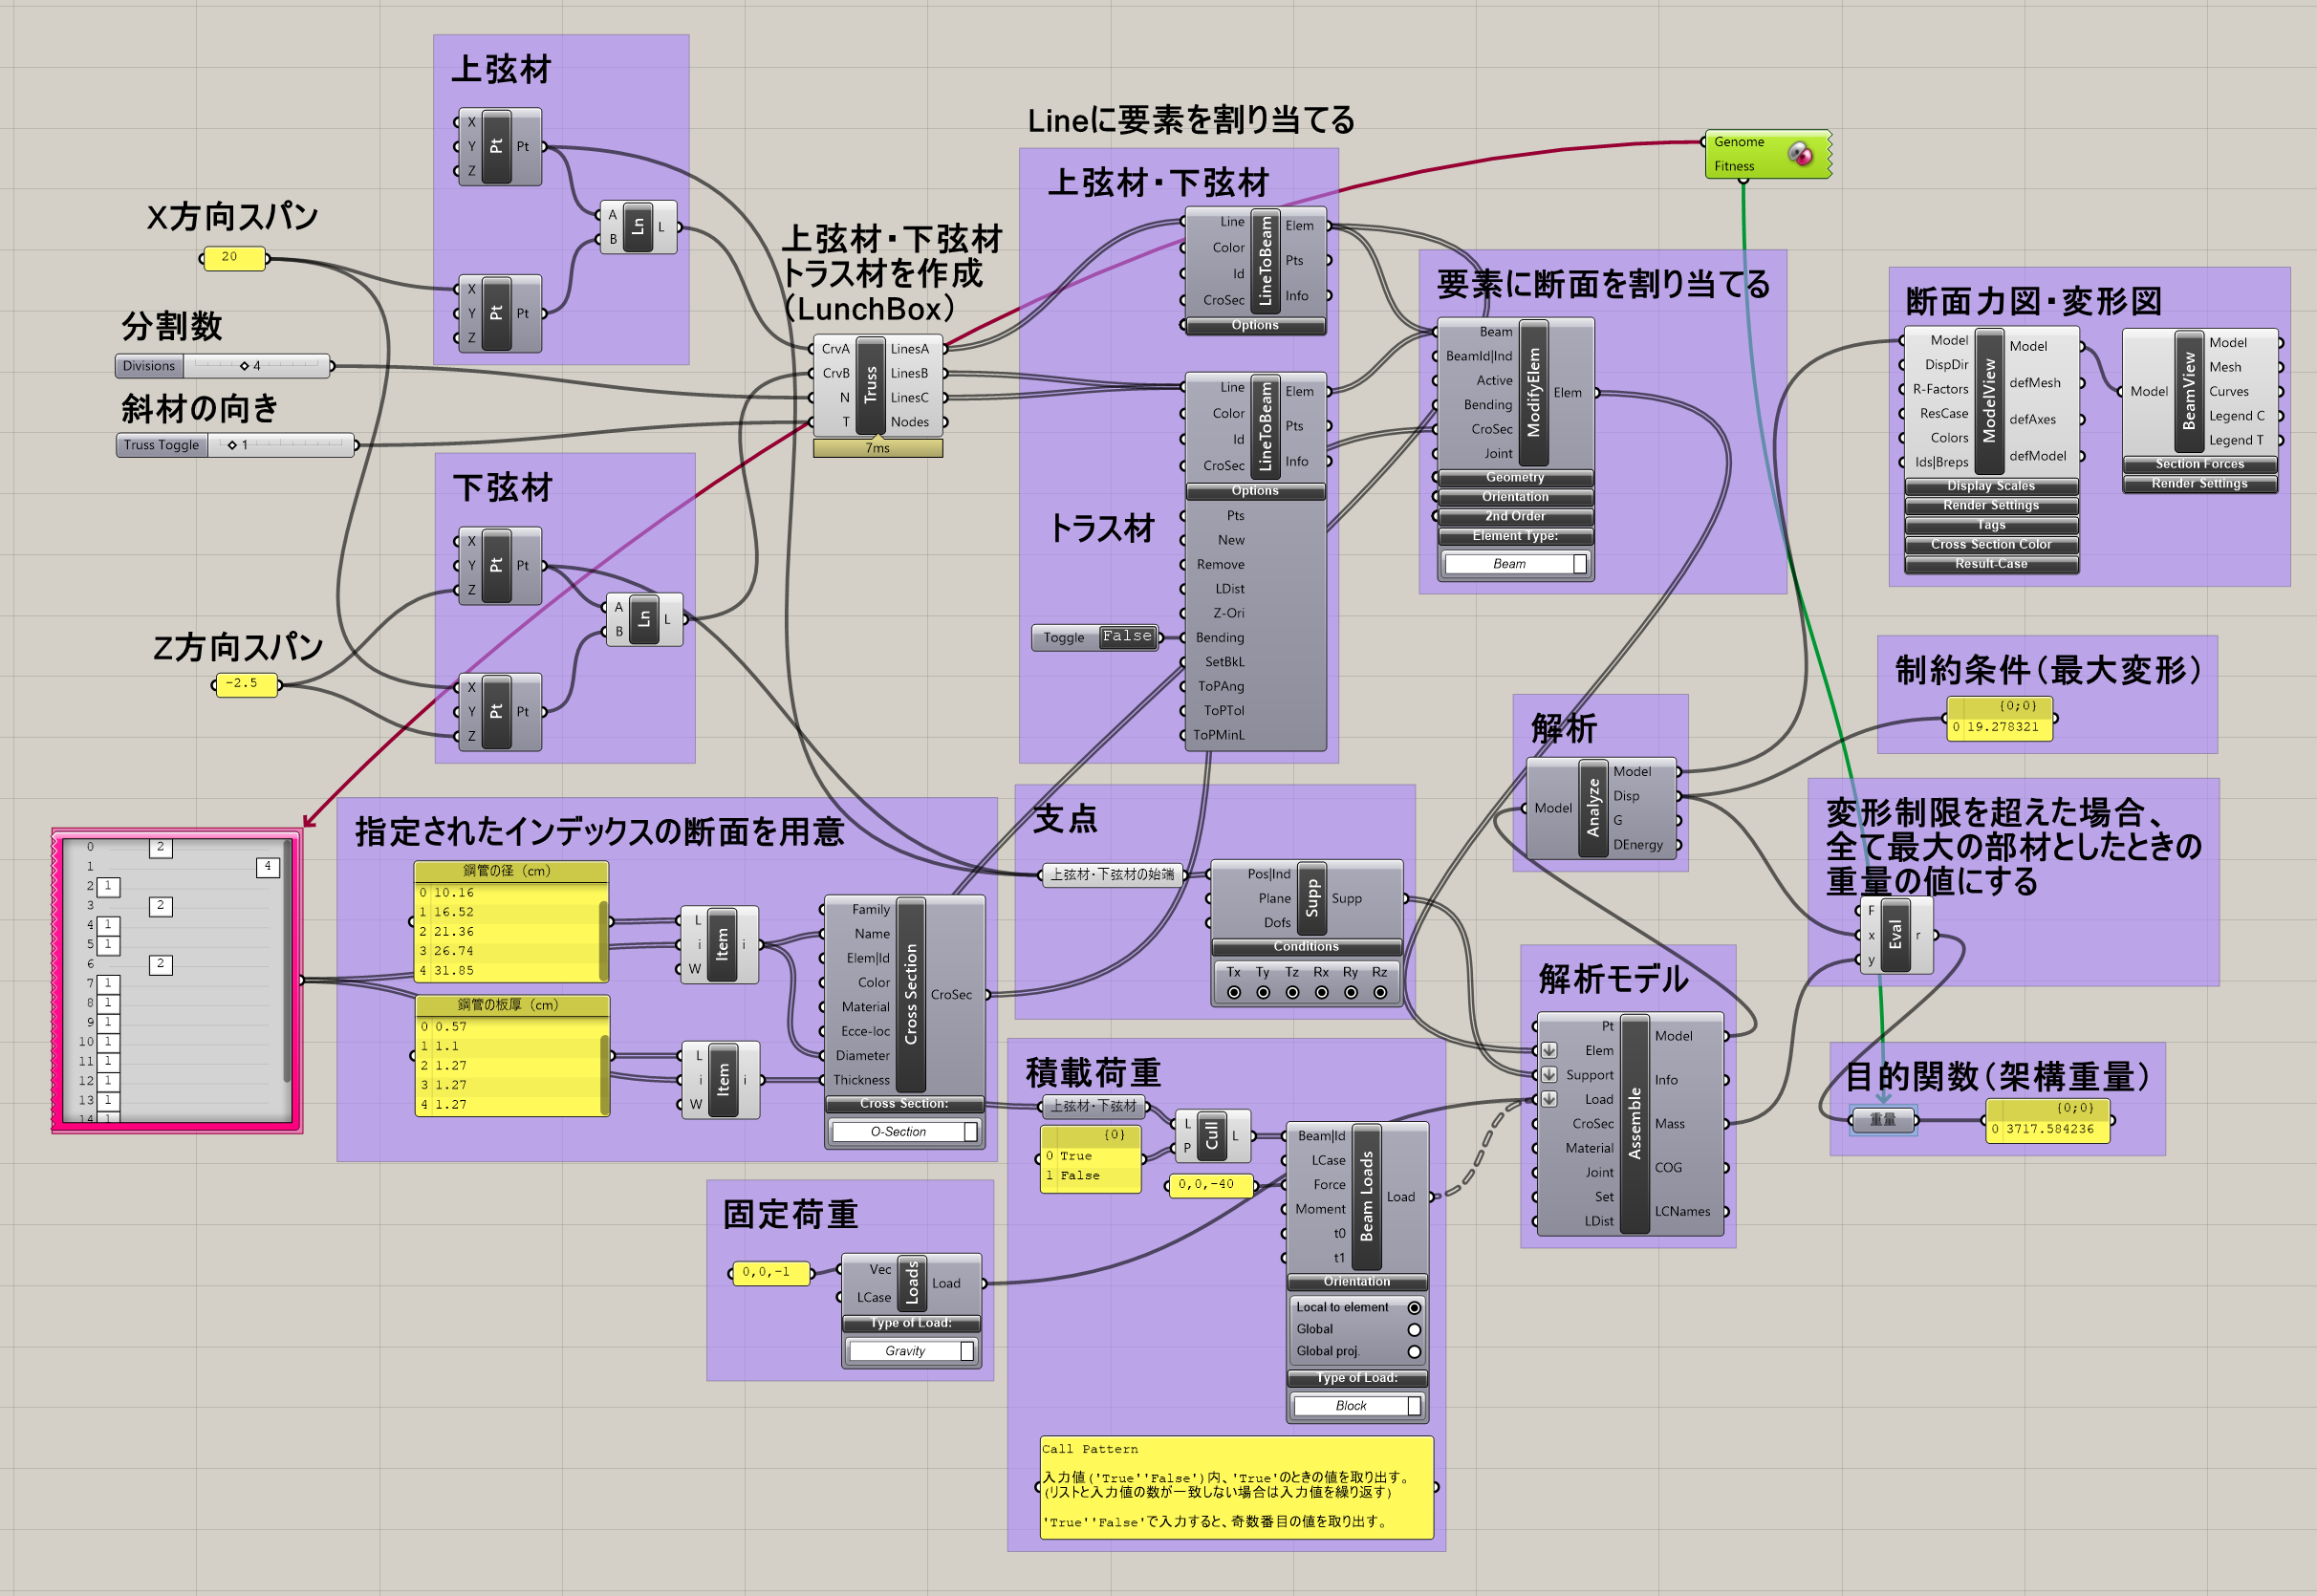 上弦材
X
Y
Z
Pt
Pt
A
B
Ln
L
X
Y
Z
Pt
Pt
X方向スパン
20
分割数
Divisions
4
斜材の向き
Truss Toggle
1
Z方向スパン
-2.5
下弦材
X
Y
Z
Pt
Pt
A
B
Ln
L
X
Y
Z
Pt
Pt
上弦材・下弦材
トラス材を作成
（LunchBox）
CrvA
CrvB
N
T
Truss
LinesA
LinesB
LinesC
Nodes
7ms
Lineに要素を割り当てる
上弦材・下弦材
Line
Color
Id
CroSec
LineToBeam
Elem
Pts
Info
Options
トラス材
Line
Color
Id
CroSec
LineToBeam
Elem
Pts
Info
Options
Pts
New
Remove
LDist
Z-Ori
Bending
SetBkL
ToPAng
ToPTol
ToPMinL
Toggle
False
Genome
Fitness
要素に断面を割り当てる
Beam
BeamId|Ind
Active
Bending
CroSec
Joint
ModifyElem
Elem
Geometry
Orientation
2nd Order
Element Type:
Beam
断面力図・変形図
Model
DispDir
R-Factors
ResCase
Colors
Ids|Breps
ModelView
Model
defMesh
defAxes
defModel
Display Scales
Render Settings
Tags
Cross Section Color
Result-Case
Model
BeamView
Model
Mesh
Curves
Legend C
Legend T
Section Forces
Render Settings
制約条件（最大変形）
{0;0}
0 19.278321
解析
Model
Analyze
Model
Disp
G
DEnergy
変形制限を超えた場合、
全て最大の部材としたときの
重量の値にする
F
x
y
Eval
r
目的関数（架構重量）
重量
{0;0}
0 3717.584236
0 2
1 4
2 1
3 2
4 1
5 1
6 2
7 1
8 1
9 1
10 1
11 1
12 1
13 1
14 1
指定されたインデックスの断面を用意
鋼管の径 (cm)
0 10.16
1 16.52
2 21.36
3 26.74
4 31.85
鋼管の板厚 (cm)
0 0.57
1 1.1
2 1.27
3 1.27
4 1.27
L
i
W
Item
i
L
i
W
Item
i
Family
Name
Elem|Id
Color
Material
Ecce-loc
Diameter
Thickness
Cross Section
CroSec
Cross Section:
O-Section
支点
上弦材・下弦材の始端
Pos|Ind
Plane
Dofs
Supp
Supp
Conditions
Tx Ty Tz Rx Ry Rz
解析モデル
Pt
Elem
Support
Load
CroSec
Material
Joint
Set
LDist
Assemble
Model
Info
Mass
COG
LCNames
積載荷重
上弦材・下弦材
{0}
0 True
1 False
L
P
Cull
L
0,0,-40
Beam|Id
LCase
Force
Moment
t0
t1
Beam Loads
Load
Orientation
Local to element
Global
Global proj.
Type of Load:
Block
Call Pattern
入力値('True''False')内、'True'のときの値を取り出す。
(リストと入力値の数が一致しない場合は入力値を繰り返す)
'True''False'で入力すると、奇数番目の値を取り出す。
固定荷重
0,0,-1
Vec
LCase
Loads
Load
Type of Load:
Gravity